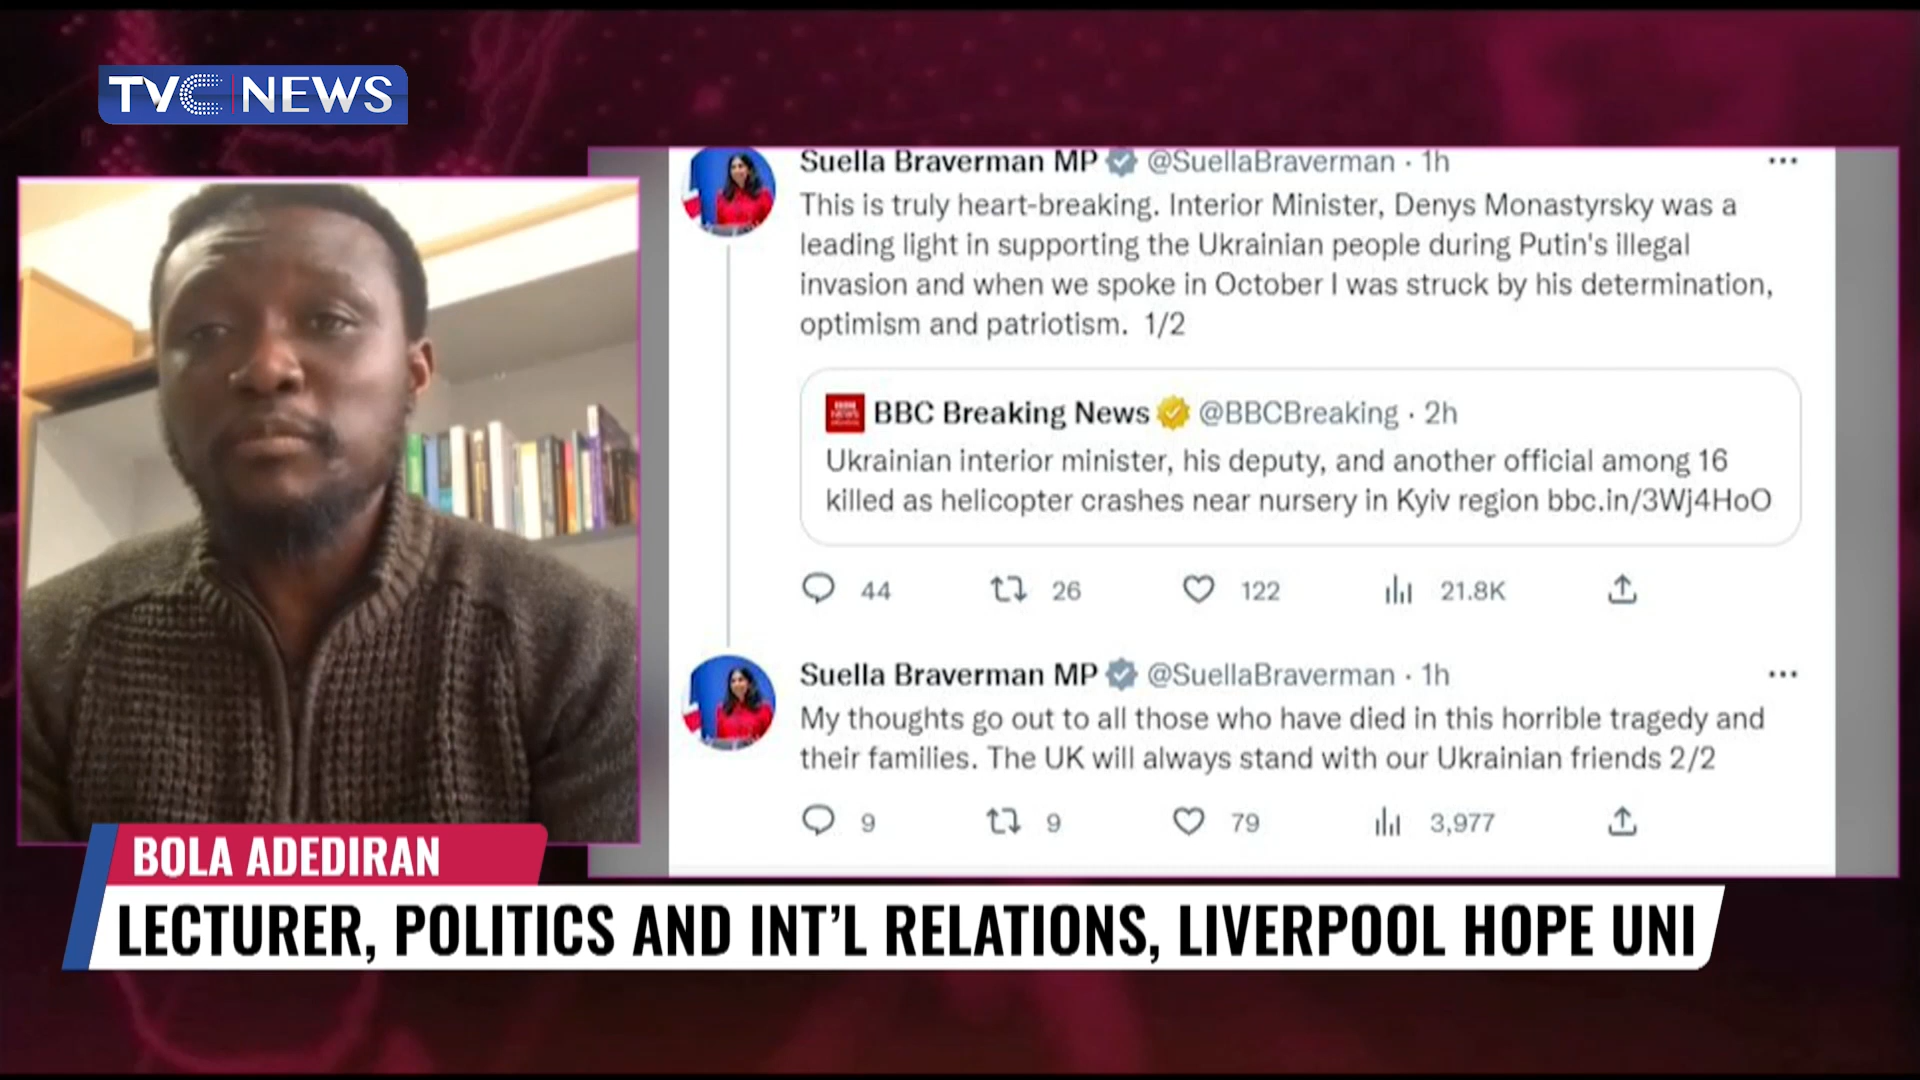 TVC NEWS
Suella Braverman MP @SuellaBraverman · 1h
This is truly heart-breaking. Interior Minister, Denys Monastyrsky was a
leading light in supporting the Ukrainian people during Putin's illegal
invasion and when we spoke in October I was struck by his determination,
optimism and patriotism. 1/2
BBC NEWS
BBC Breaking News @BBCBreaking · 2h
Ukrainian interior minister, his deputy, and another official among 16
killed as helicopter crashes near nursery in Kyiv region bbc.in/3Wj4HoO
44 26 122 21.8K
Suella Braverman MP @SuellaBraverman · 1h
My thoughts go out to all those who have died in this horrible tragedy and
their families. The UK will always stand with our Ukrainian friends 2/2
9 9 79 3,977
BOLA ADEDIRAN
LECTURER, POLITICS AND INT'L RELATIONS, LIVERPOOL HOPE UNI